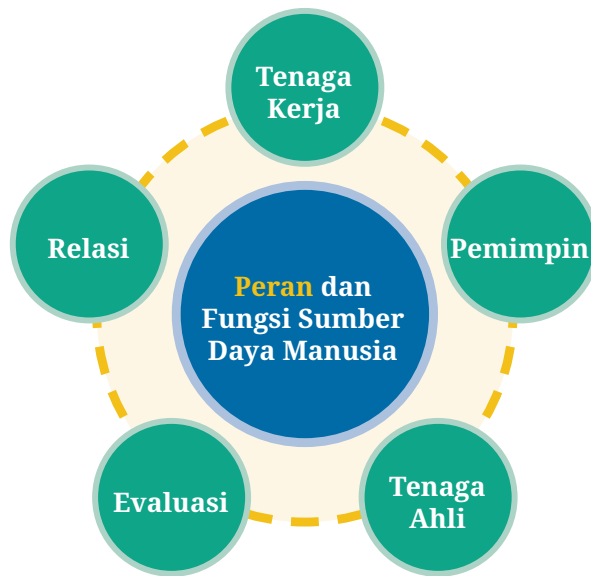 Tenaga
Kerja
Relasi
Pemimpin
Peran dan
Fungsi Sumber
Daya Manusia
Evaluasi
Tenaga
Ahli